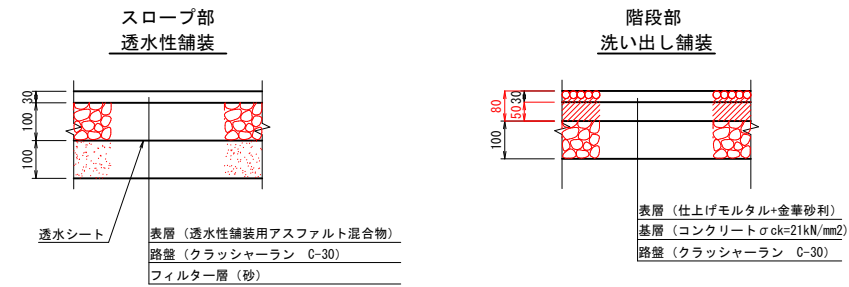 スロープ部
透水性舗装
30
100
100
透水シート
表層（透水性舗装用アスファルト混合物）
路盤（クラッシャーラン　C-30）
フィルター層（砂）
階段部
洗い出し舗装
80
50
30
100
表層（仕上げモルタル+金華砂利）
基層（コンクリートσck=21kN/mm2）
路盤（クラッシャーラン　C-30）